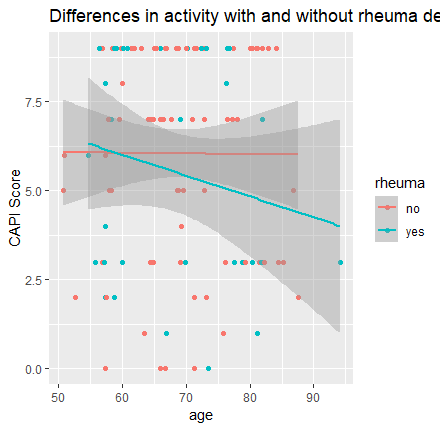 Differences in activity with and without rheuma de
CAPI Score
7.5
5.0
2.5
0.0
50 60 70 80 90
age
rheuma
no
yes